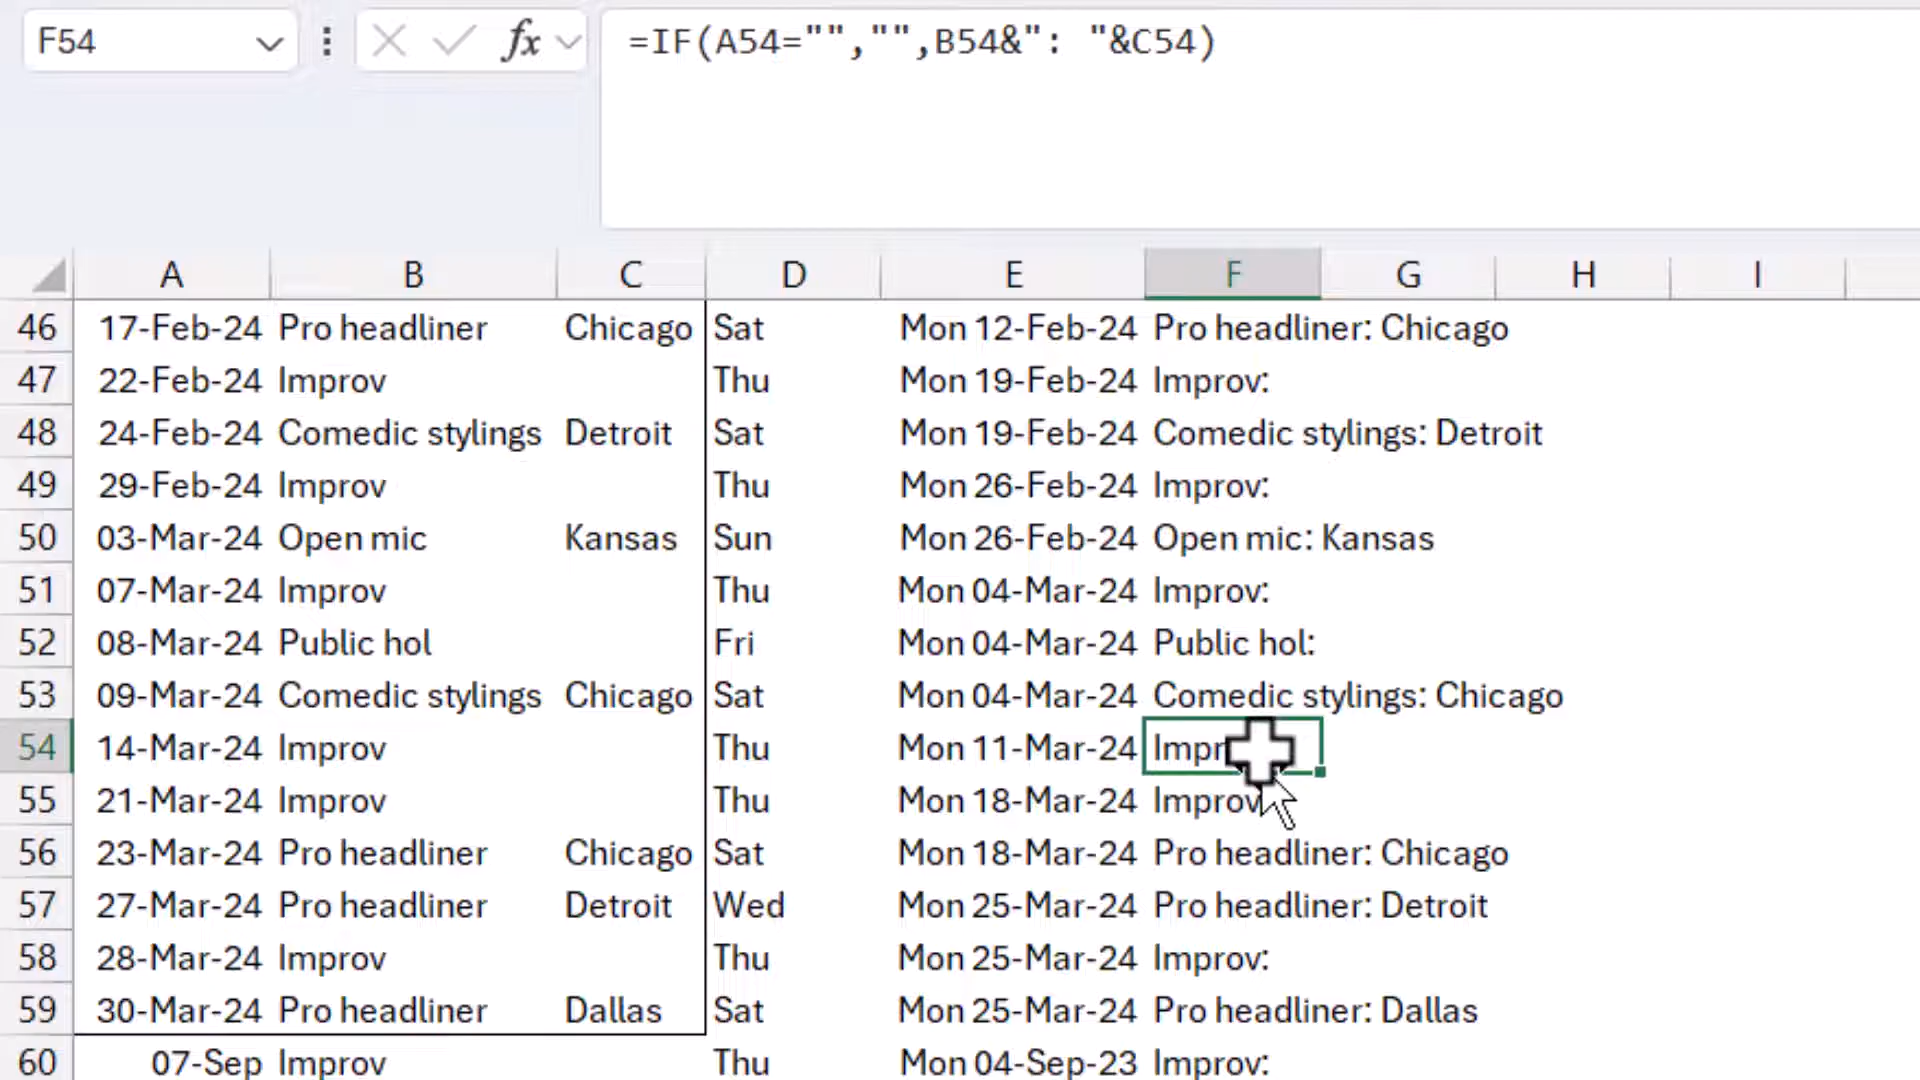 F54 fx =IF(A54="","",B54&": "&C54)
A B C D E F G H I
46 17-Feb-24 Pro headliner Chicago Sat Mon 12-Feb-24 Pro headliner: Chicago
47 22-Feb-24 Improv Thu Mon 19-Feb-24 Improv:
48 24-Feb-24 Comedic stylings Detroit Sat Mon 19-Feb-24 Comedic stylings: Detroit
49 29-Feb-24 Improv Thu Mon 26-Feb-24 Improv:
50 03-Mar-24 Open mic Kansas Sun Mon 26-Feb-24 Open mic: Kansas
51 07-Mar-24 Improv Thu Mon 04-Mar-24 Improv:
52 08-Mar-24 Public hol Fri Mon 04-Mar-24 Public hol:
53 09-Mar-24 Comedic stylings Chicago Sat Mon 04-Mar-24 Comedic stylings: Chicago
54 14-Mar-24 Improv Thu Mon 11-Mar-24
55 21-Mar-24 Improv Thu Mon 18-Mar-24 Improv
56 23-Mar-24 Pro headliner Chicago Sat Mon 18-Mar-24 Pro headliner: Chicago
57 27-Mar-24 Pro headliner Detroit Wed Mon 25-Mar-24 Pro headliner: Detroit
58 28-Mar-24 Improv Thu Mon 25-Mar-24 Improv:
59 30-Mar-24 Pro headliner Dallas Sat Mon 25-Mar-24 Pro headliner: Dallas
60 07-Sep Improv Thu Mon 04-Sep-23 Improv: